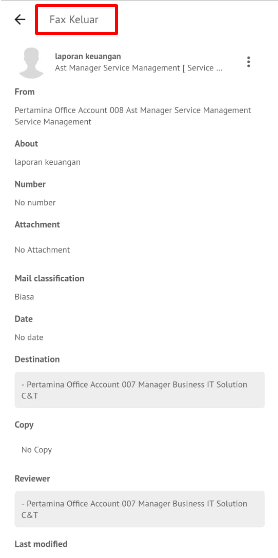 Fax Keluar
laporan keuangan
Ast Manager Service Management [ Service ...
From
Pertamina Office Account 008 Ast Manager Service Management
Service Management
About
laporan keuangan
Number
No number
Attachment
No Attachment
Mail classification
Biasa
Date
No date
Destination
- Pertamina Office Account 007 Manager Business IT Solution
C&T
Copy
No Copy
Reviewer
- Pertamina Office Account 007 Manager Business IT Solution
C&T
Last modified